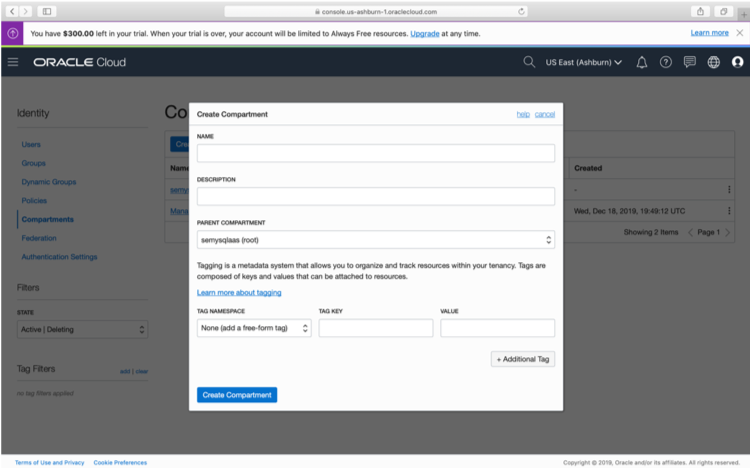 console.us-ashburn-1.oraclecloud.com
You have $300.00 left in your trial. When your trial is over, your account will be limited to Always Free resources. Upgrade at any time.
Learn more
ORACLE Cloud
US East (Ashburn)
Identity
Users
Groups
Dynamic Groups
Policies
Compartments
Federation
Authentication Settings
Filters
STATE
Active | Deleting
Tag Filters
add | clear
no tag filters applied
Co
Cre
Name
semy
Mana
Create Compartment
help cancel
NAME
DESCRIPTION
PARENT COMPARTMENT
semysqlaas (root)
Tagging is a metadata system that allows you to organize and track resources within your tenancy. Tags are
composed of keys and values that can be attached to resources.
Learn more about tagging
TAG NAMESPACE
TAG KEY
VALUE
None (add a free-form tag)
+ Additional Tag
Create Compartment
Created
-
Wed, Dec 18, 2019, 19:49:12 UTC
Showing 2 Items
Page 1
Terms of Use and Privacy
Cookie Preferences
Copyright © 2019, Oracle and/or its affiliates. All rights reserved.